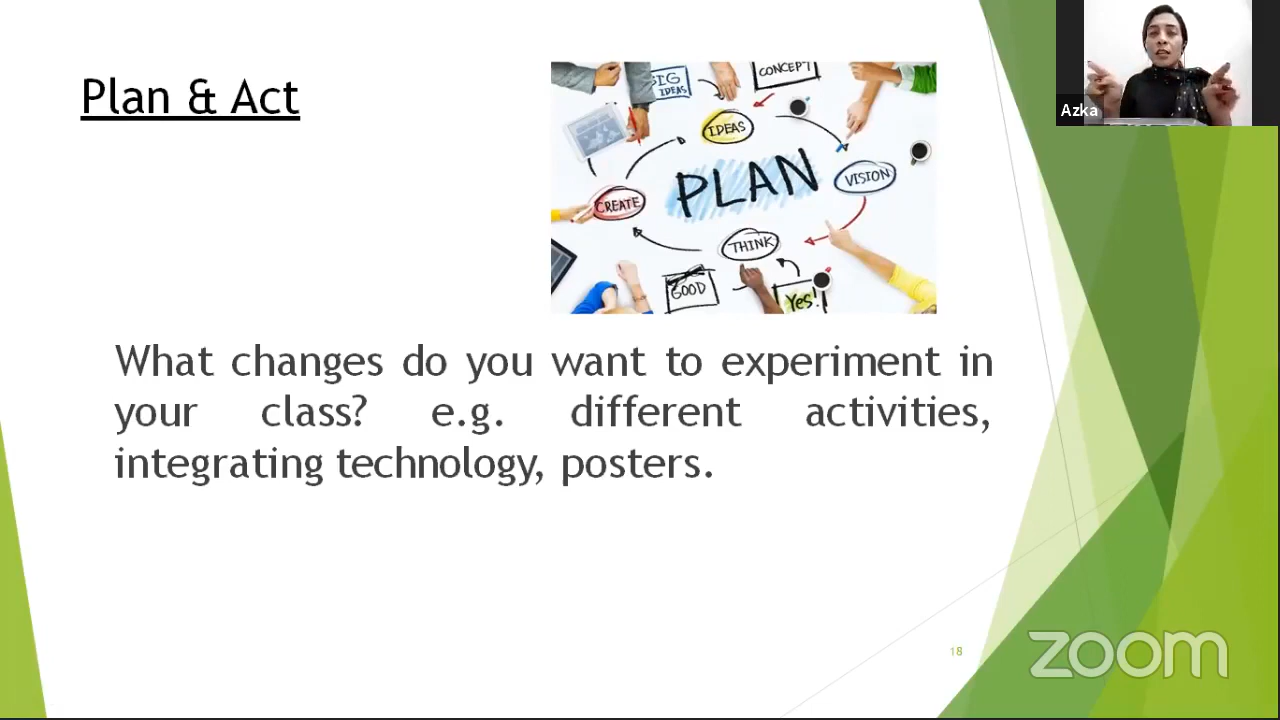 Plan & Act
BIG
IDEAS
CONCEPT
IDEAS
PLAN
VISION
CREATE
THINK
GOOD
Yes!
Azka
What changes do you want to experiment in
your class? e.g. different activities,
integrating technology, posters.
18
zoom